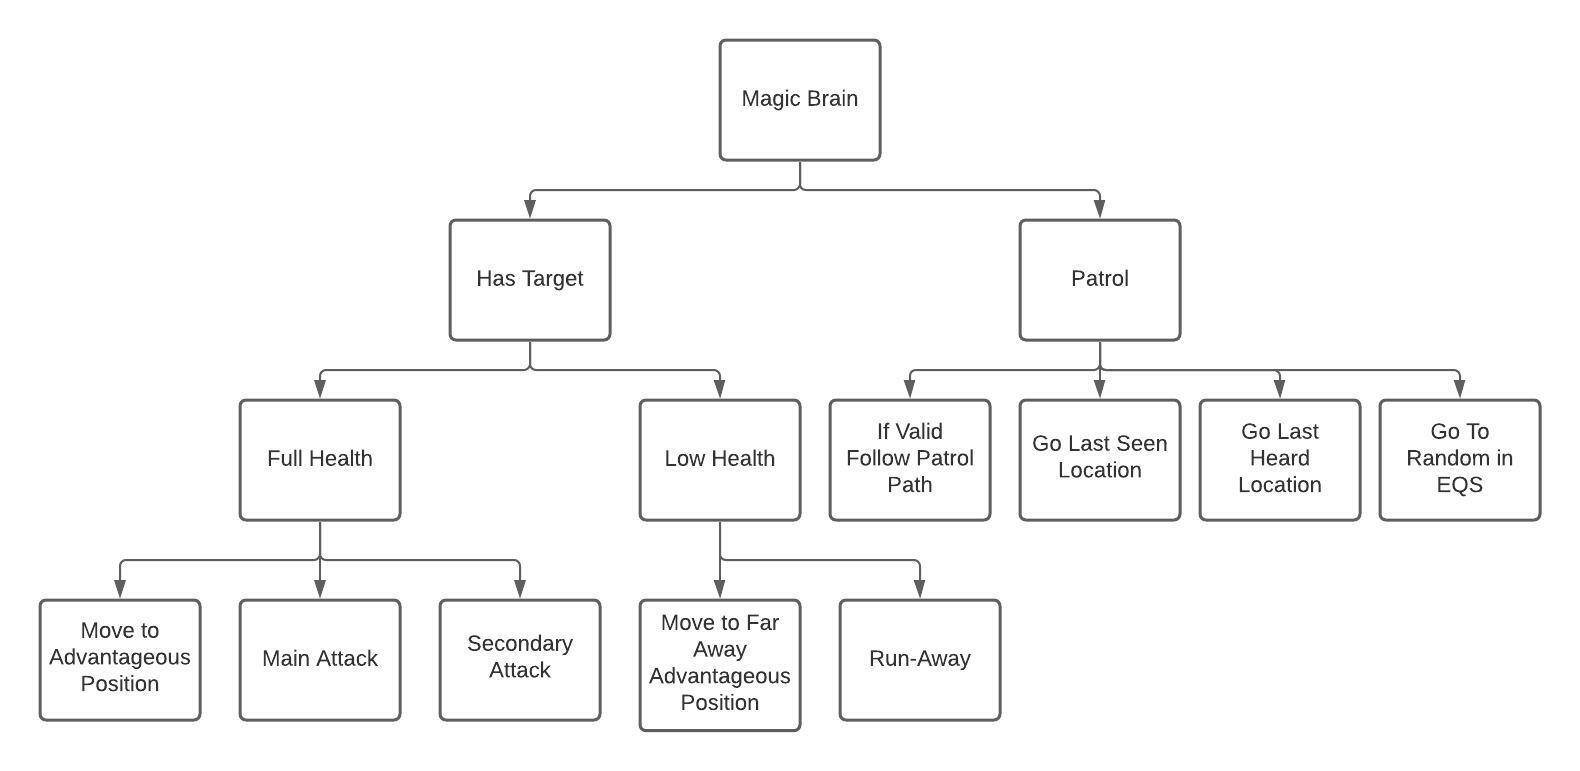 Magic Brain
Has Target
Patrol
Full Health
Low Health
If Valid
Follow Patrol
Path
Go Last Seen
Location
Go Last
Heard
Location
Go To
Random in
EQS
Move to
Advantageous
Position
Main Attack
Secondary
Attack
Move to Far
Away
Advantageous
Position
Run-Away